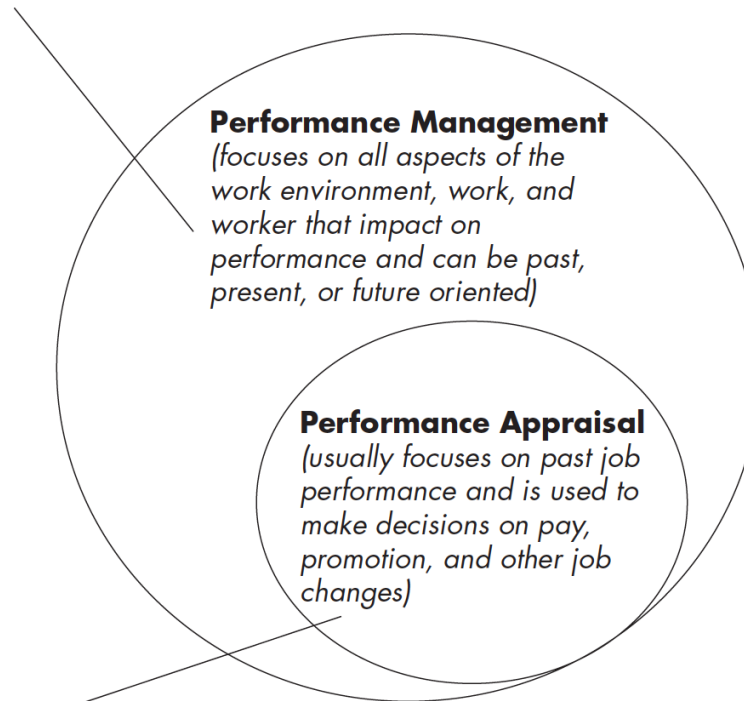 Performance Management
(focuses on all aspects of the
work environment, work, and
worker that impact on
performance and can be past,
present, or future oriented)
Performance Appraisal
(usually focuses on past job
performance and is used to
make decisions on pay,
promotion, and other job
changes)